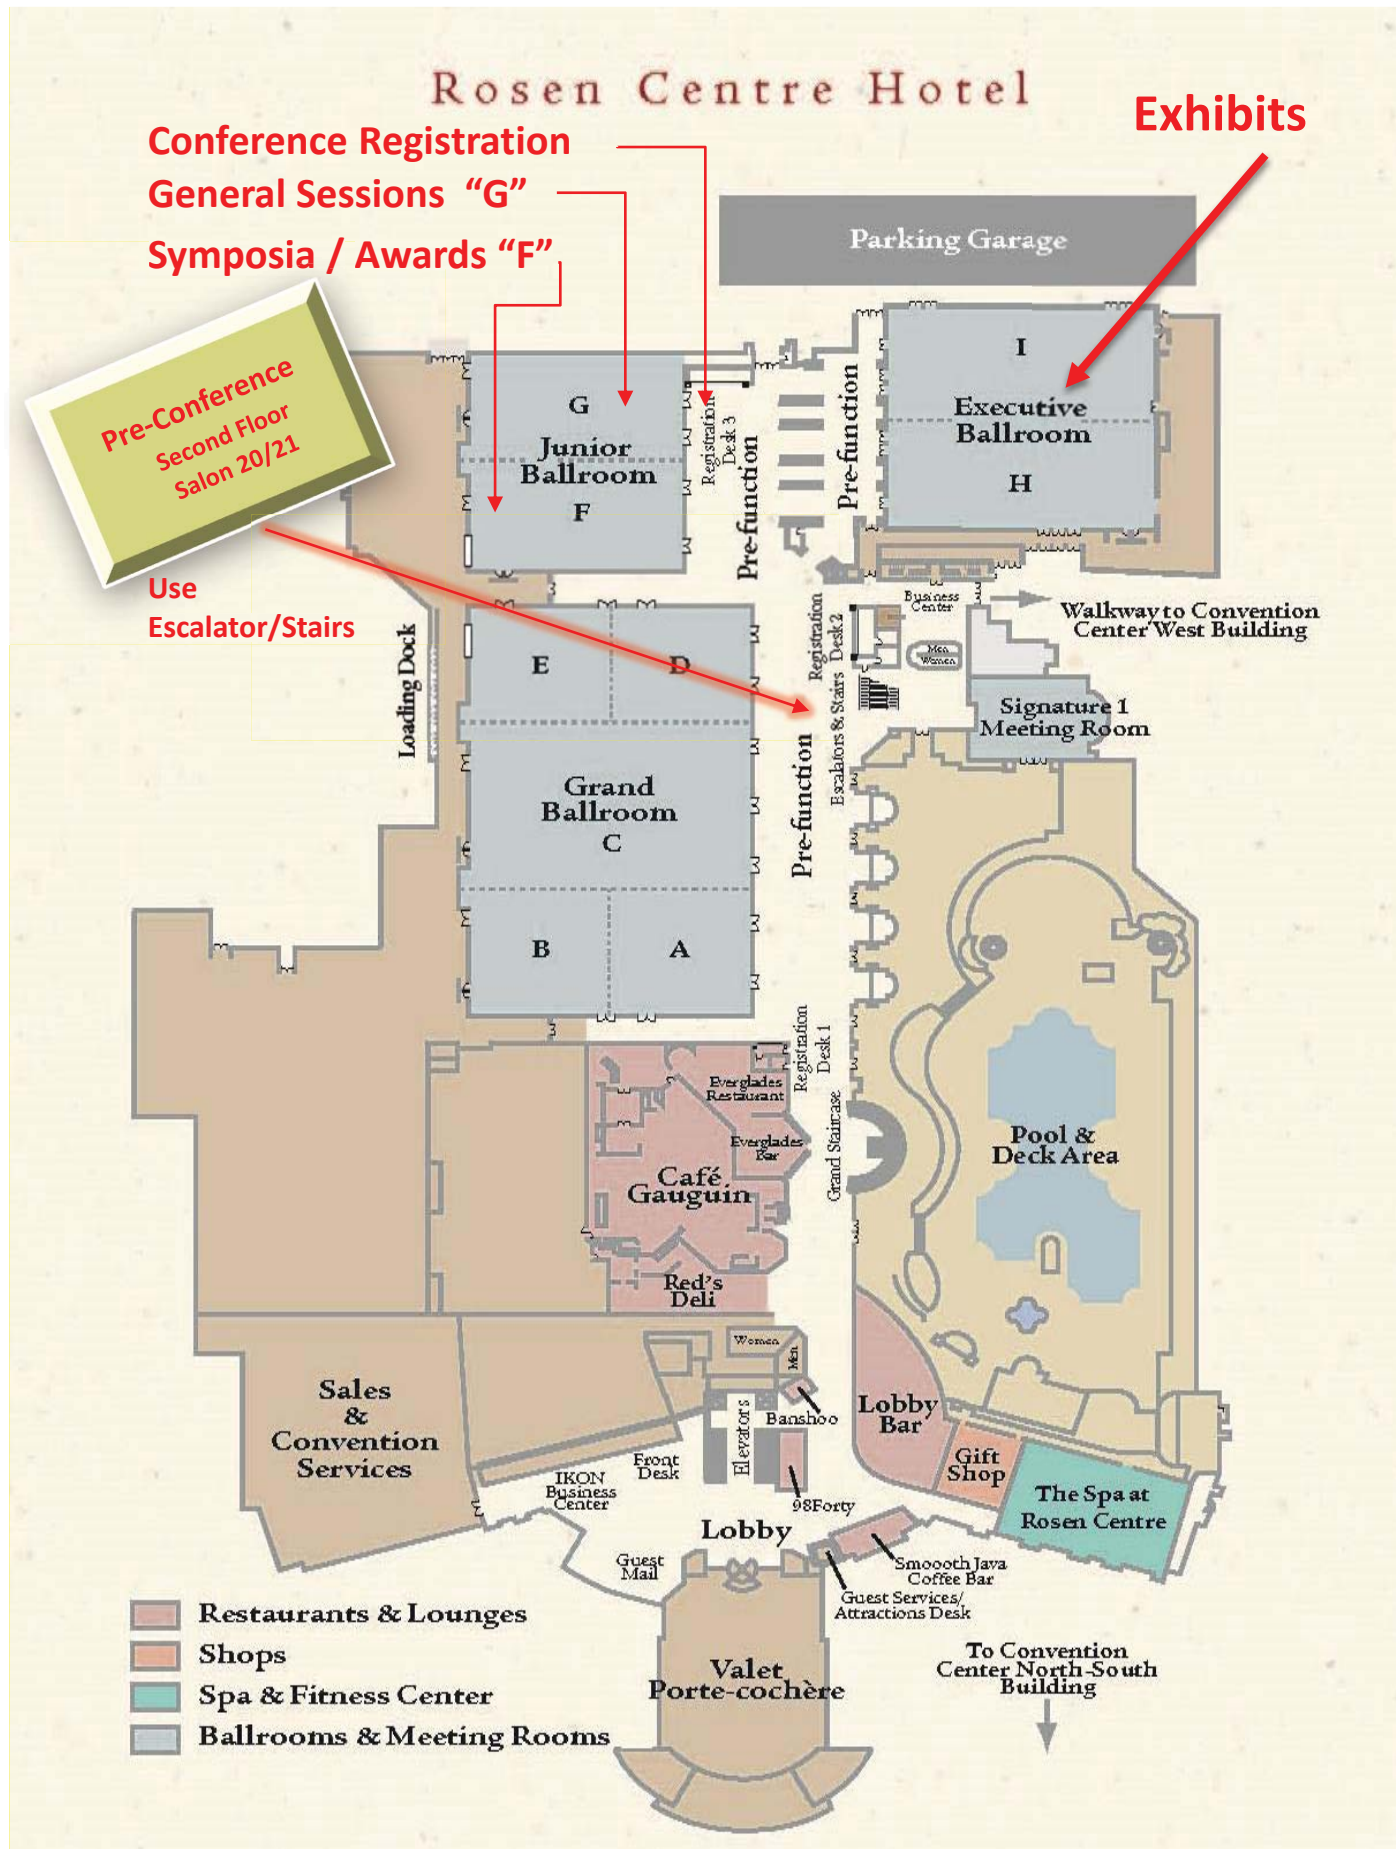 Rosen Centre Hotel
Exhibits
Conference Registration
General Sessions "G"
Symposia / Awards "F"
Parking Garage
Pre-Conference
Second Floor
Salon 20/21
Use
Escalator/Stairs
G
Junior
Ballroom
F
Registration
Desk 3
Pre-function
Pre-function
I
Executive
Ballroom
H
Business
Center
Walkway to Convention
Center West Building
Registration
Desk 2
Men
Women
Escalators & Stairs
Signature 1
Meeting Room
Loading Dock
E
D
Grand
Ballroom
C
B
A
Pre-function
Registration
Desk 1
Everglades
Restaurant
Everglades
Bar
Café
Gauguin
Grand Staircase
Pool &
Deck Area
Red's
Deli
Women
Men
Banshoo
Elevators
98Forty
Lobby
Bar
Gift
Shop
The Spa at
Rosen Centre
Sales
&
Convention
Services
Front
Desk
IKON
Business
Center
Lobby
Guest
Mail
Smoooth Java
Coffee Bar
Guest Services/
Attractions Desk
Valet
Porte-cochère
To Convention
Center North-South
Building
Restaurants & Lounges
Shops
Spa & Fitness Center
Ballrooms & Meeting Rooms